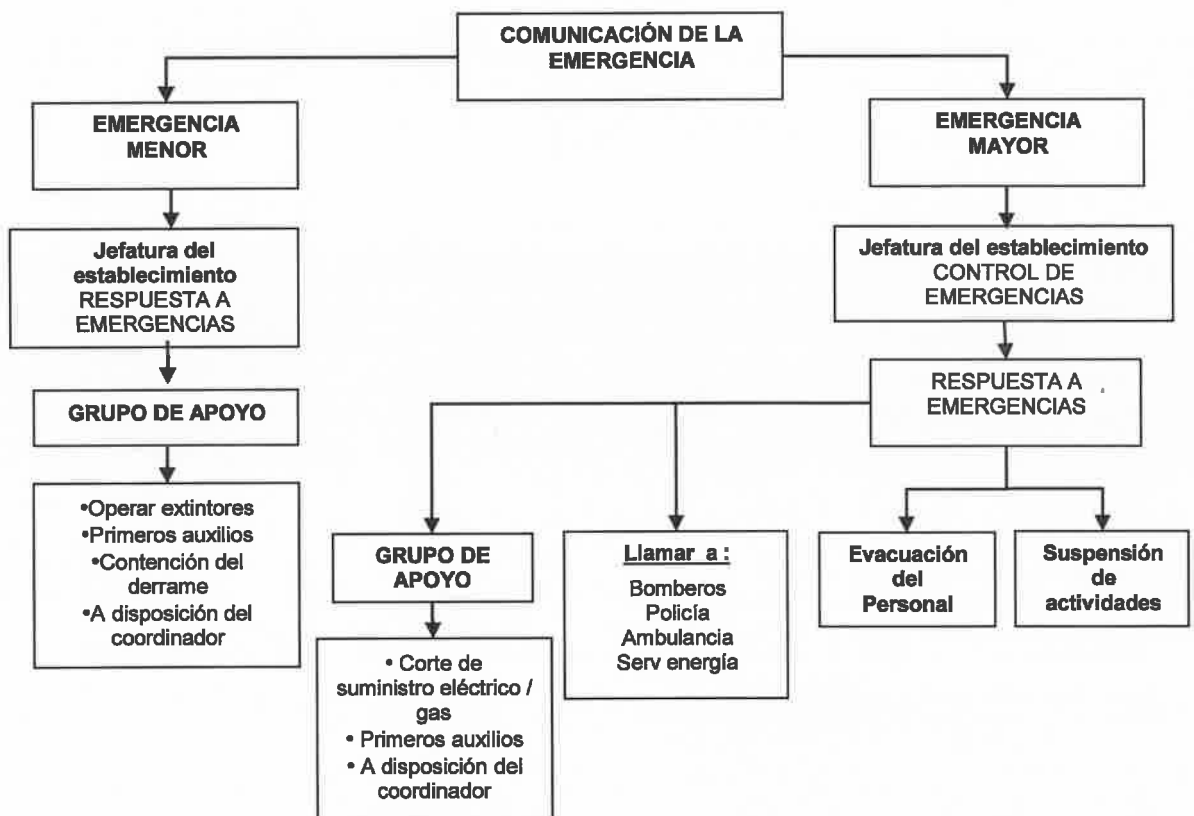 COMUNICACIÓN DE LA
EMERGENCIA
EMERGENCIA
MENOR
Jefatura del
establecimiento
RESPUESTA A
EMERGENCIAS
GRUPO DE APOYO
•Operar extintores
•Primeros auxilios
•Contención del
derrame
•A disposición del
coordinador
EMERGENCIA
MAYOR
Jefatura del establecimiento
CONTROL DE
EMERGENCIAS
RESPUESTA A
EMERGENCIAS
GRUPO DE
APOYO
• Corte de
suministro eléctrico /
gas
• Primeros auxilios
• A disposición del
coordinador
Llamar a :
Bomberos
Policía
Ambulancia
Serv energía
Evacuación
del
Personal
Suspensión
de
actividades